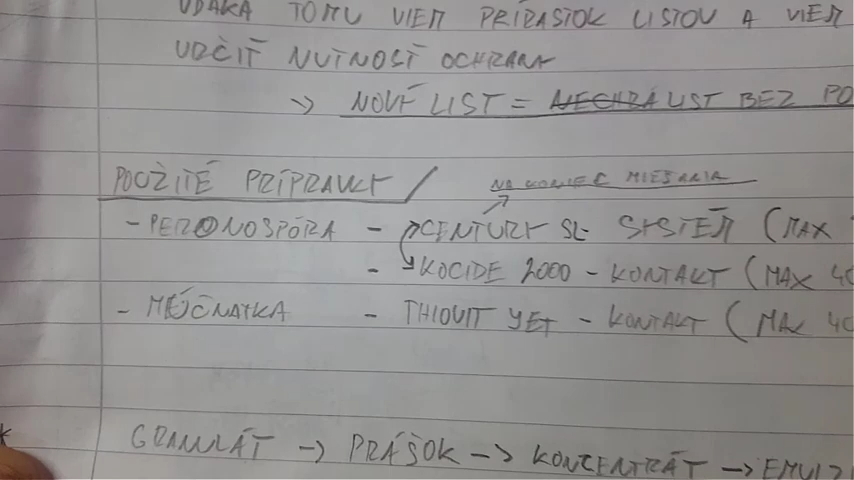 VĎAKA TOMU VIEM PRÍRASTOK LISTOV A VIEM
URČIŤ NUTNOSŤ OCHRANY
→ NOVÉ LIST = NECHRÁ LIST BEZ PO
POUŽITÉ PRÍPRAVKY /
NA KONIEC MIEŠANIA
- PERONOSPÓRA - CENTURY SL SYSTÉM (MAX
- KOCIDE 2000 - KONTAKT (MAX 40
- MÚČNATKA - THIOVIT JET - KONTAKT (MAX 40
GRANULÁT → PRÁŠOK → KONCENTRÁT → EMULZ